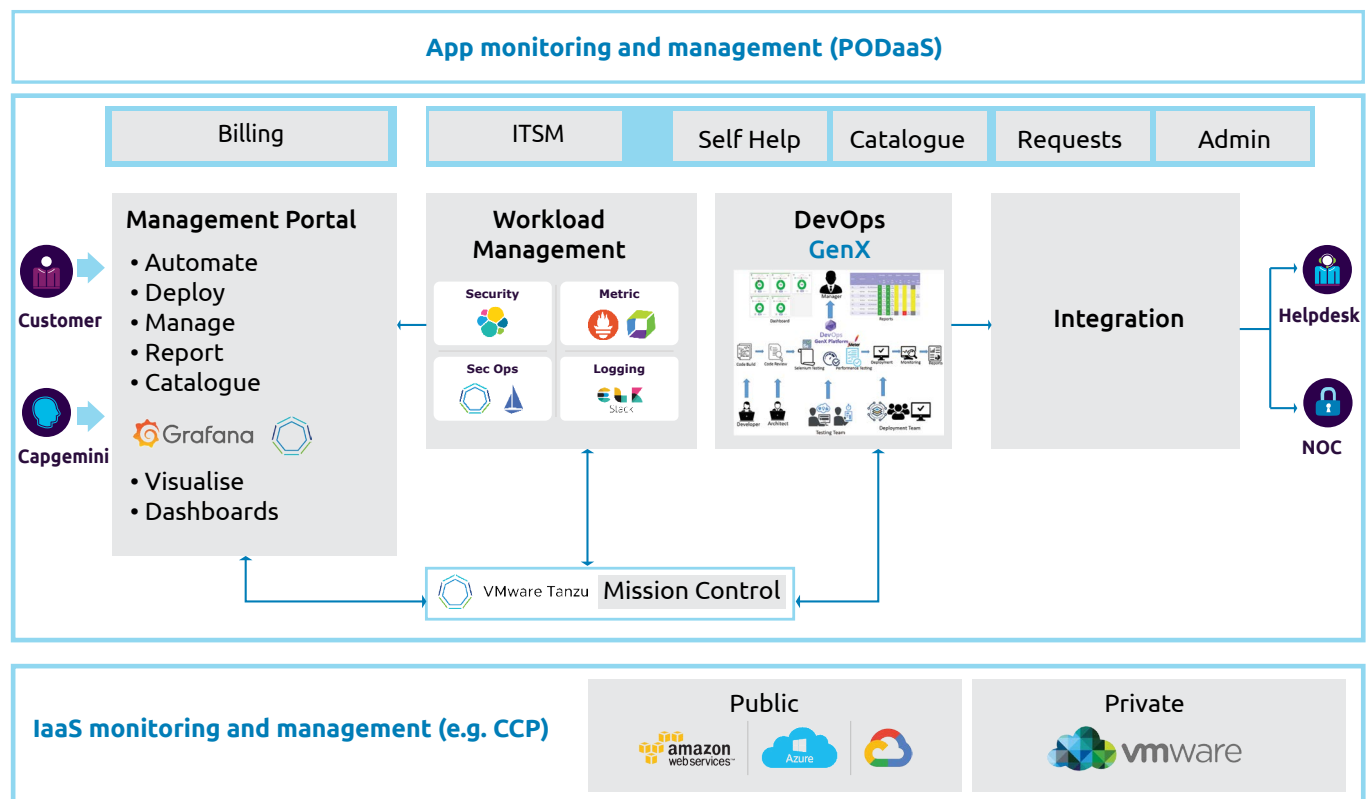 App monitoring and management (PODaaS)
Billing
ITSM
Self Help
Catalogue
Requests
Admin
Customer
Capgemini
Management Portal
• Automate
• Deploy
• Manage
• Report
• Catalogue
Grafana
• Visualise
• Dashboards
Workload
Management
Security
Metric
Sec Ops
Logging
ELK
Stack
DevOps
GenX
Manager
Dashboard
Reports
DevOps
GenX Platform
Meter
Code Build
Code Review
Selenium Testing
Performance Testing
Deployment
Monitoring
Reports
Developer
Architect
Testing Team
Deployment Team
Integration
Helpdesk
NOC
VMware Tanzu
Mission Control
IaaS monitoring and management (e.g. CCP)
Public
amazon
web services™
Azure
Private
vmware